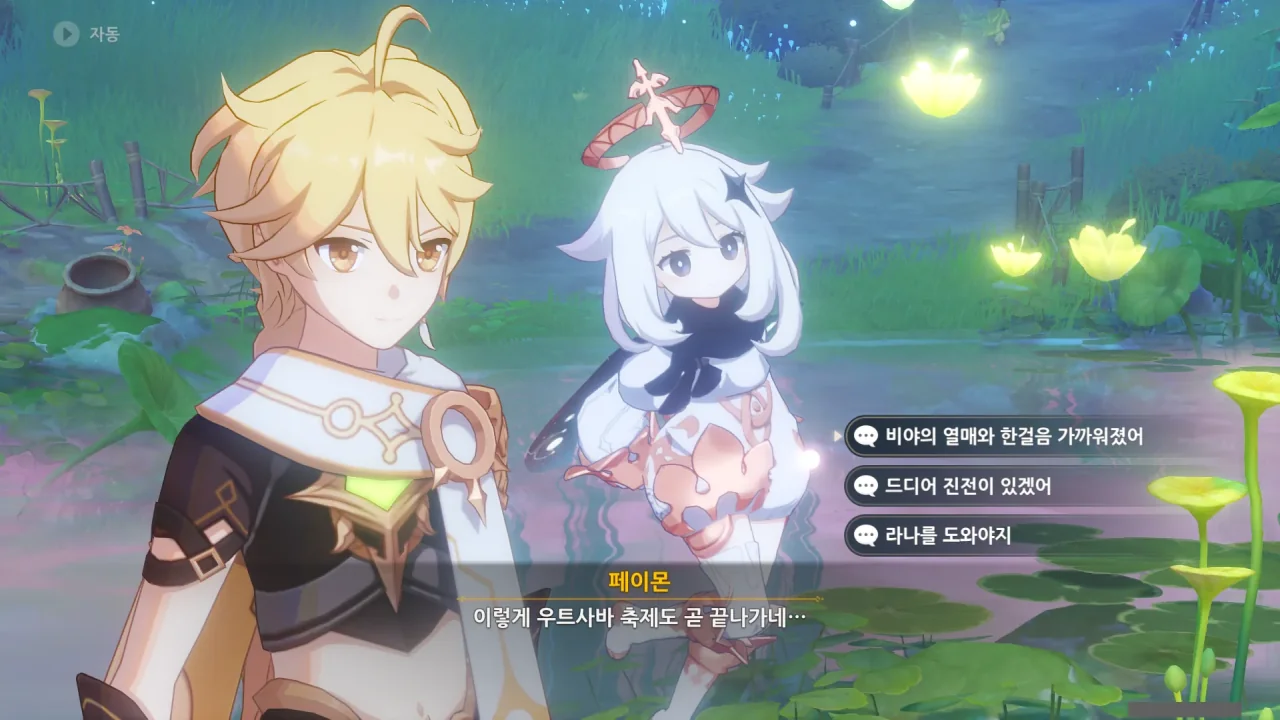 자동
비야의 열매와 한걸음 가까워졌어
드디어 진전이 있겠어
라나를 도와야지
페이몬
이렇게 우트사바 축제도 곧 끝나가네…